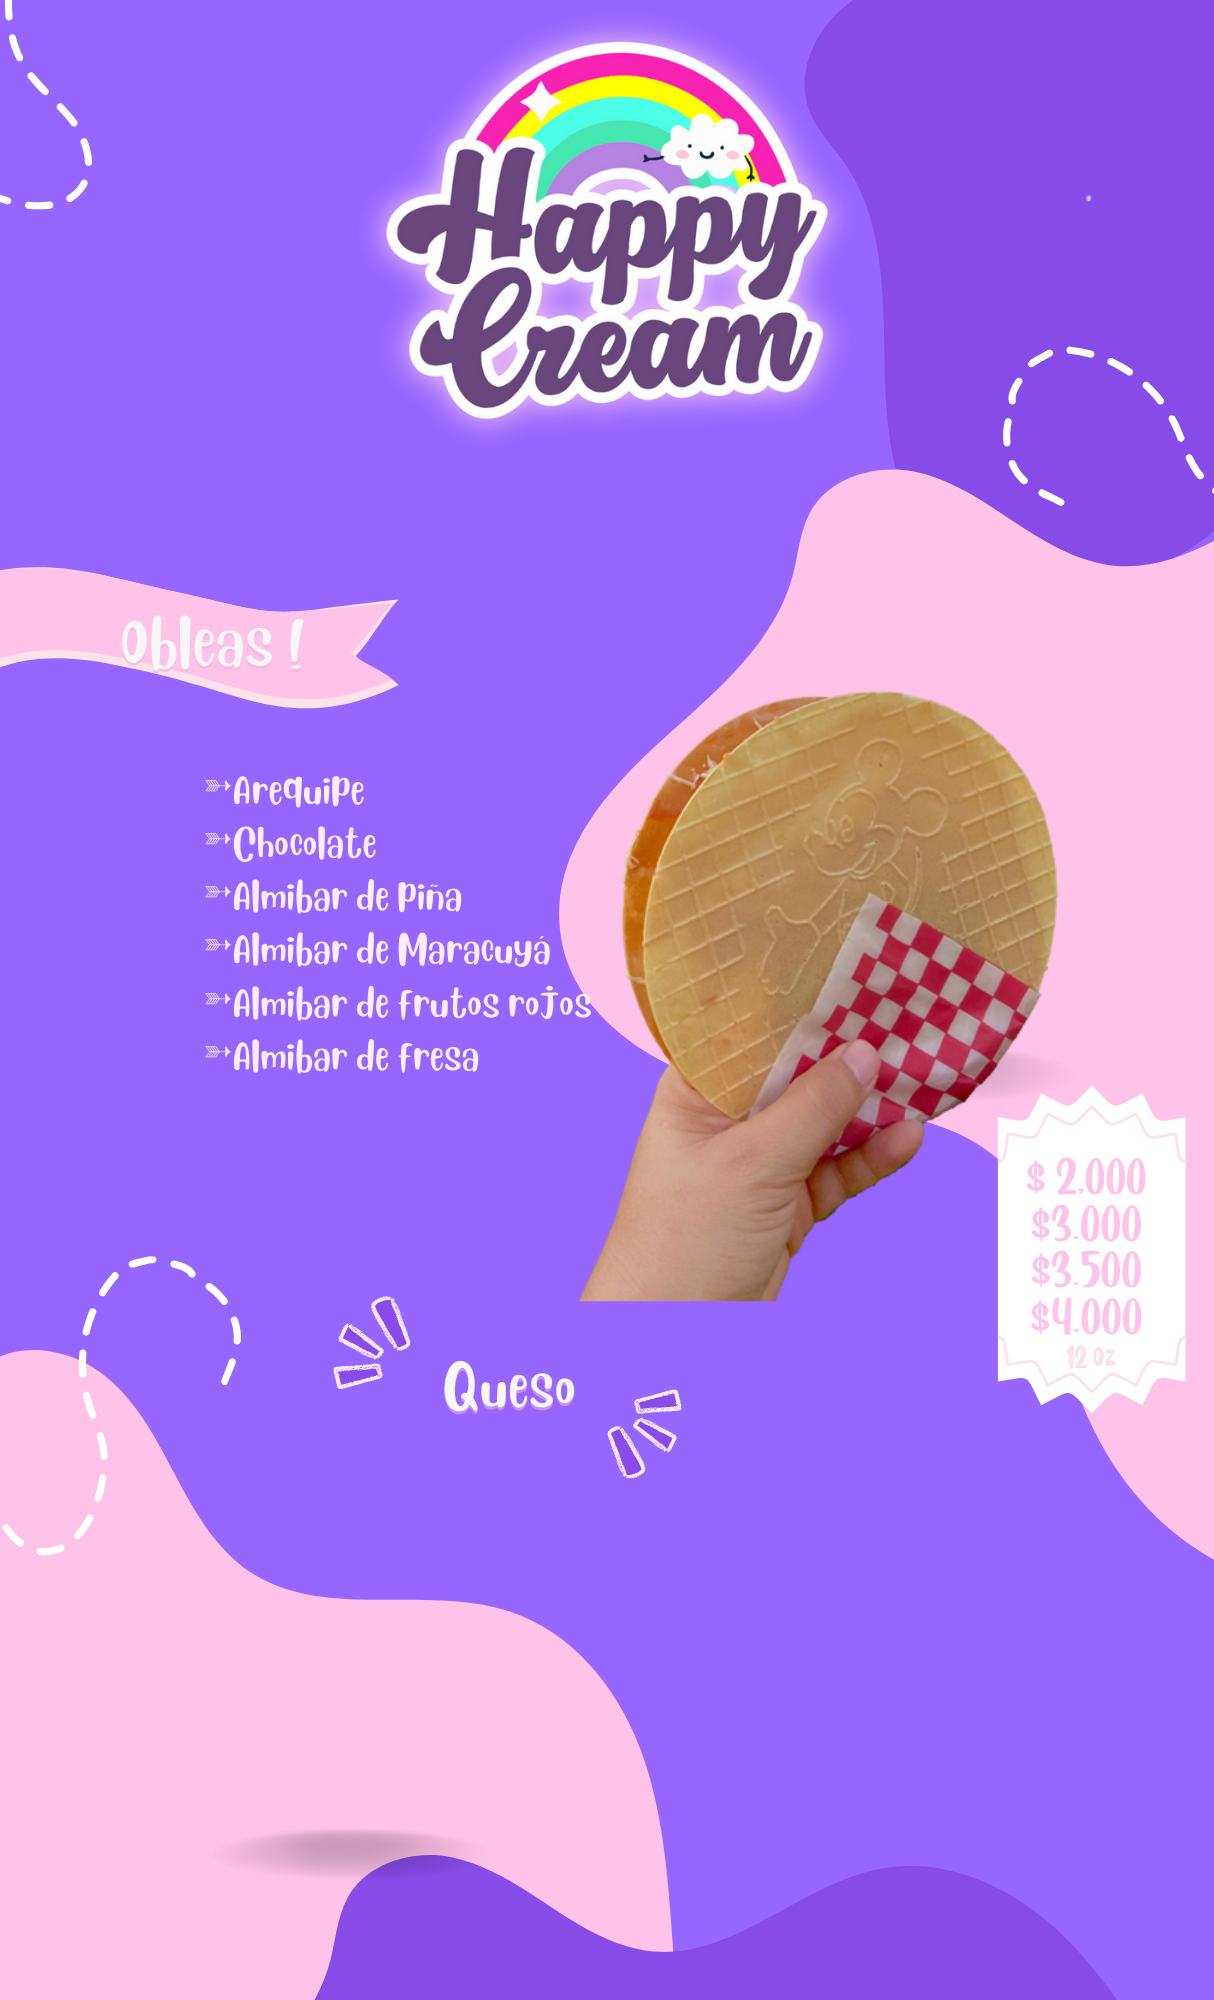 Happy
Cream
Obleas !
Arequipe
Chocolate
Almibar de Piña
Almibar de Maracuyá
Almibar de frutos rojos
Almibar de fresa
$ 2.000
$3.000
$3.500
$4.000
12 oz
Queso